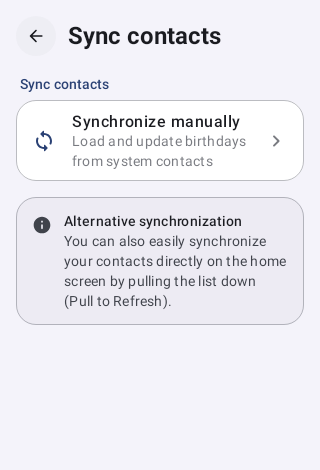 Sync contacts
Sync contacts
Synchronize manually
Load and update birthdays
from system contacts
Alternative synchronization
You can also easily synchronize
your contacts directly on the home
screen by pulling the list down
(Pull to Refresh).